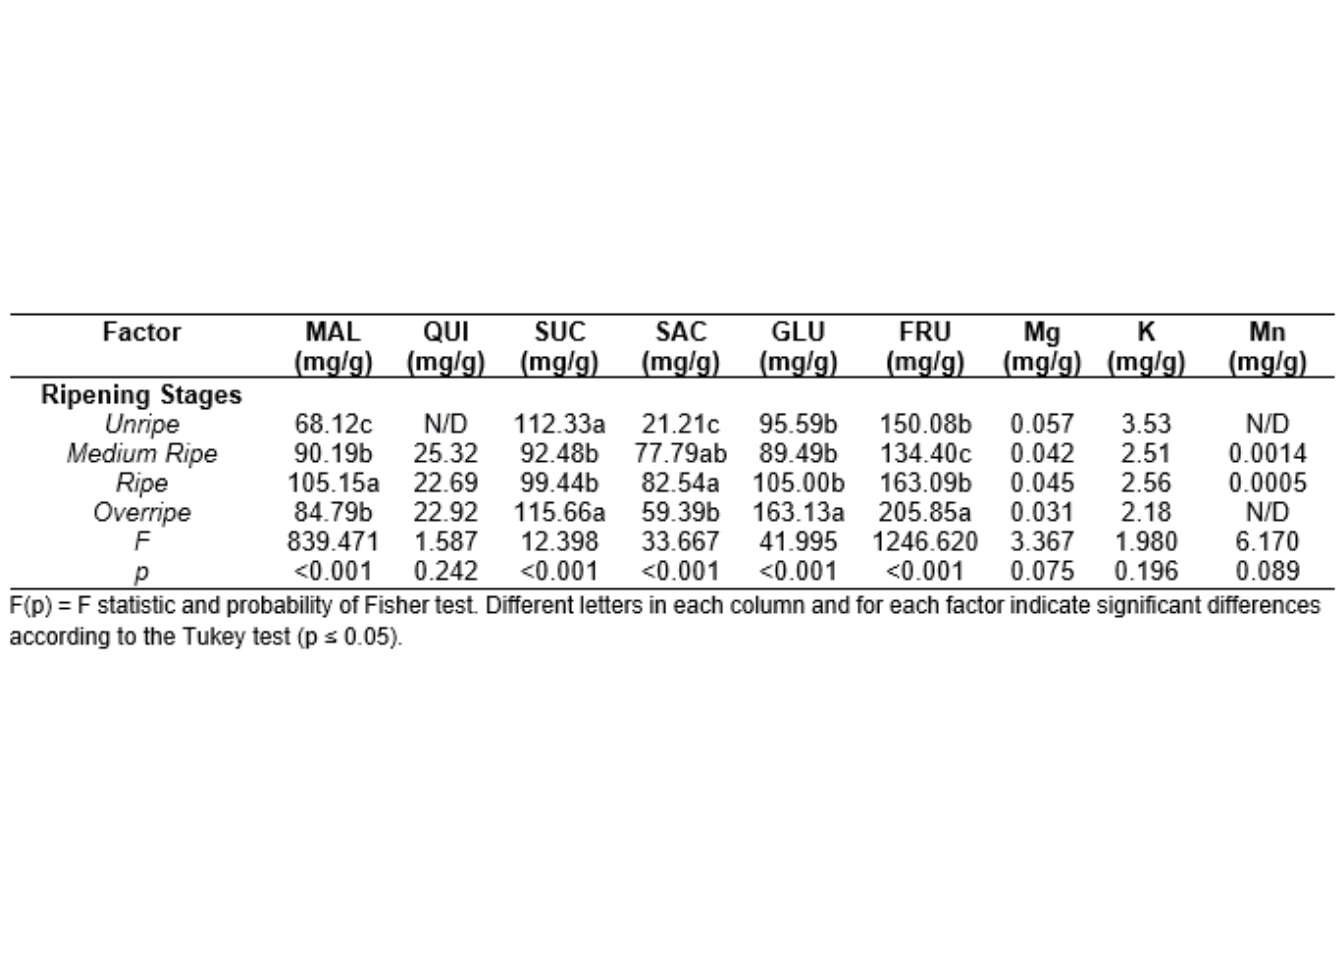 Factor MAL QUI SUC SAC GLU FRU Mg K Mn
(mg/g) (mg/g) (mg/g) (mg/g) (mg/g) (mg/g) (mg/g) (mg/g) (mg/g)
Ripening Stages
Unripe 68.12c N/D 112.33a 21.21c 95.59b 150.08b 0.057 3.53 N/D
Medium Ripe 90.19b 25.32 92.48b 77.79ab 89.49b 134.40c 0.042 2.51 0.0014
Ripe 105.15a 22.69 99.44b 82.54a 105.00b 163.09b 0.045 2.56 0.0005
Overripe 84.79b 22.92 115.66a 59.39b 163.13a 205.85a 0.031 2.18 N/D
F 839.471 1.587 12.398 33.667 41.995 1246.620 3.367 1.980 6.170
p <0.001 0.242 <0.001 <0.001 <0.001 <0.001 0.075 0.196 0.089
F(p) = F statistic and probability of Fisher test. Different letters in each column and for each factor indicate significant differences
according to the Tukey test (p ≤ 0.05).